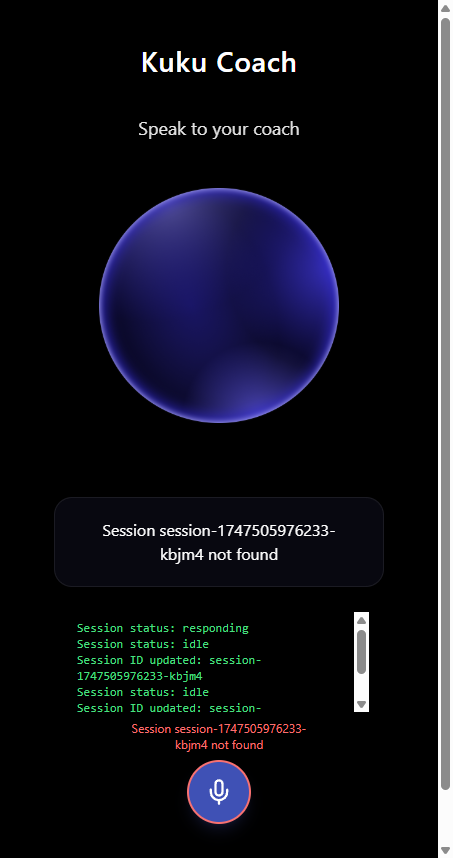 Kuku Coach
Speak to your coach
Session session-1747505976233-
kbjm4 not found
Session status: responding
Session status: idle
Session ID updated: session-
1747505976233-kbjm4
Session status: idle
Session ID updated: session-
Session session-1747505976233-
kbjm4 not found